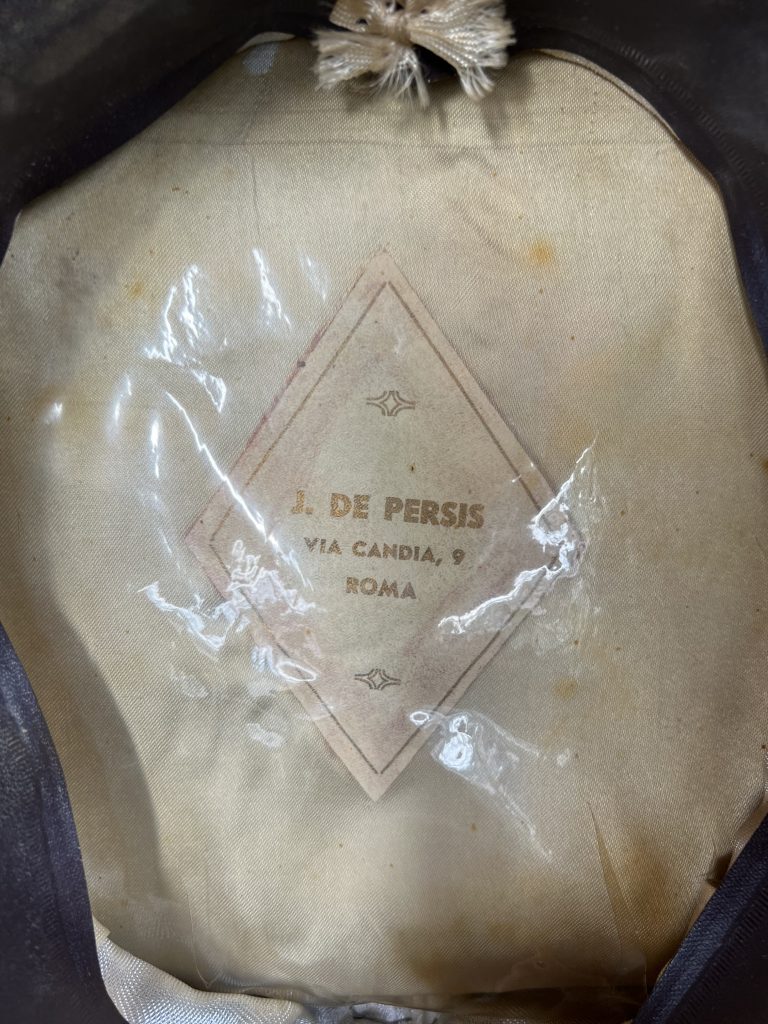 J. DE PERSIS
VIA CANDIA, 9
ROMA